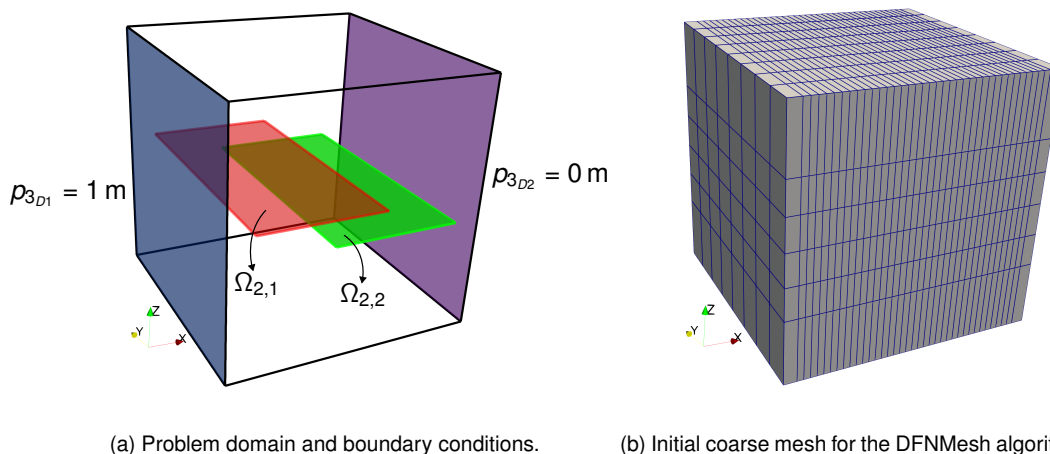 p3D1 = 1 m
p3D2 = 0 m
Ω2,1
Ω2,2
Z
Y
X
Z
Y
X
(a) Problem domain and boundary conditions.
(b) Initial coarse mesh for the DFNMesh algorit